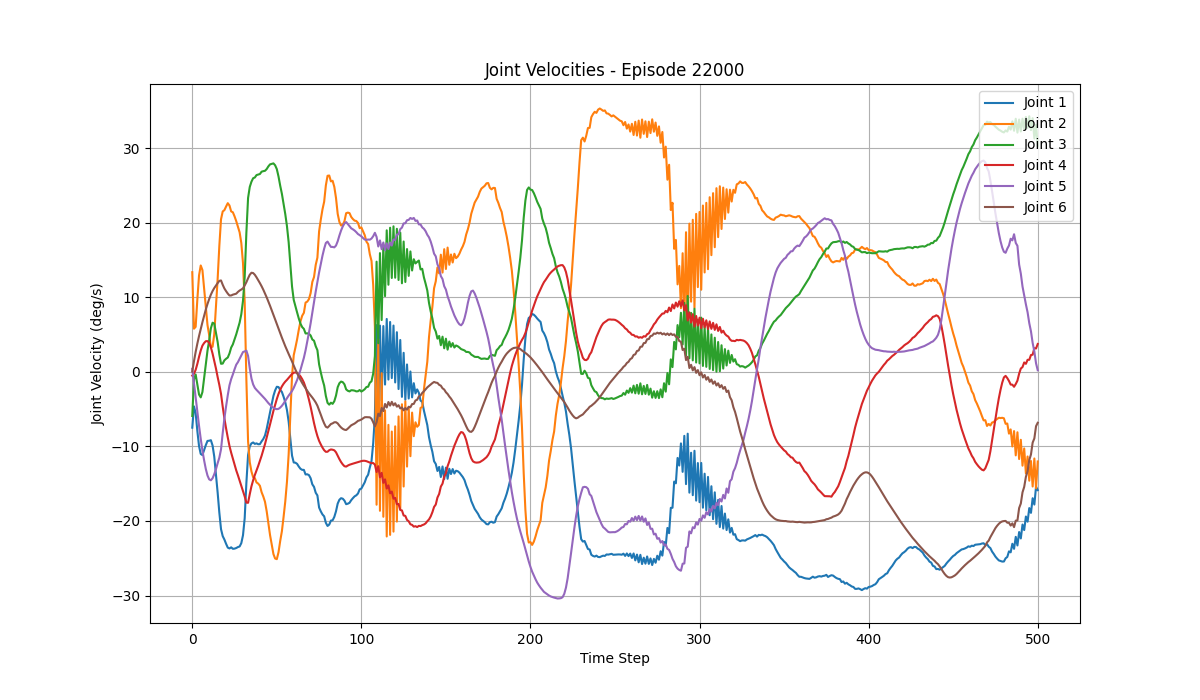 Joint Velocities - Episode 22000
Joint Velocity (deg/s)
30
20
10
0
−10
−20
−30
0
100
200
300
400
500
Time Step
Joint 1
Joint 2
Joint 3
Joint 4
Joint 5
Joint 6